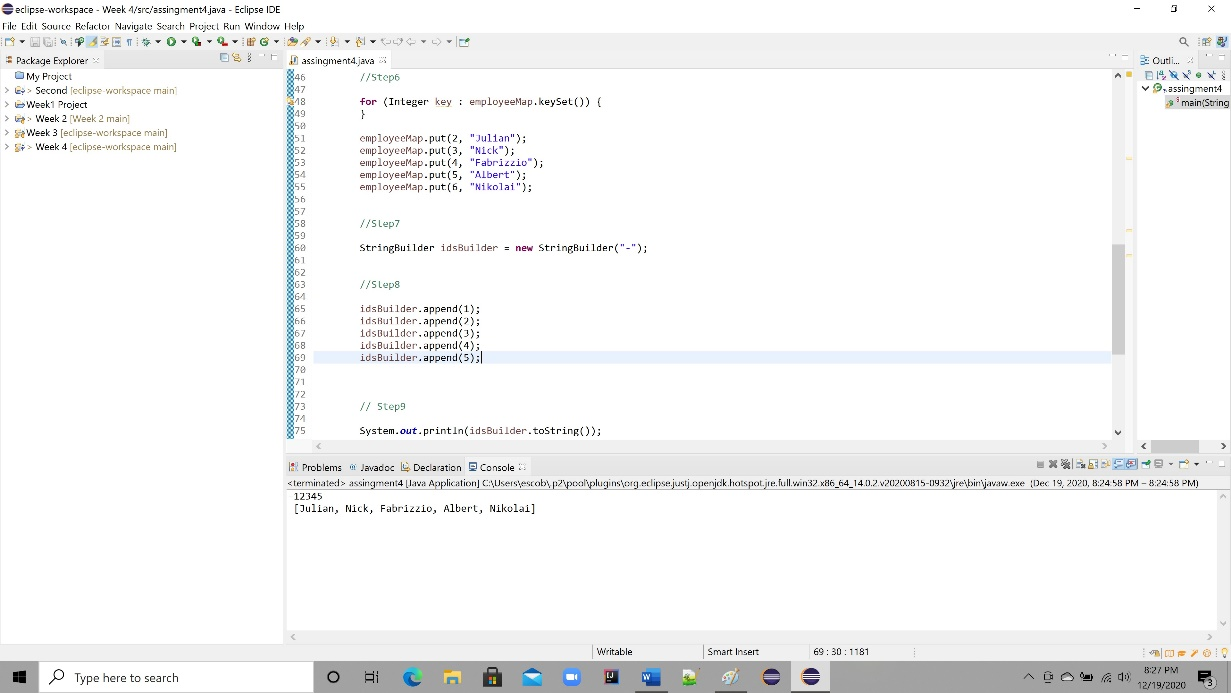 eclipse-workspace - Week 4/src/assingment4.java - Eclipse IDE
File Edit Source Refactor Navigate Search Project Run Window Help
Package Explorer
assingment4.java
Outli...
My Project
> Second [eclipse-workspace main]
Week1 Project
> Week 2 [Week 2 main]
Week 3 [eclipse-workspace main]
> Week 4 [eclipse-workspace main]
46 //Step6
47
48 for (Integer key : employeeMap.keySet()) {
49 }
50
51 employeeMap.put(2, "Julian");
52 employeeMap.put(3, "Nick");
53 employeeMap.put(4, "Fabrizzio");
54 employeeMap.put(5, "Albert");
55 employeeMap.put(6, "Nikolai");
56
57
58 //Step7
59
60 StringBuilder idsBuilder = new StringBuilder("-");
61
62
63 //Step8
64
65 idsBuilder.append(1);
66 idsBuilder.append(2);
67 idsBuilder.append(3);
68 idsBuilder.append(4);
69 idsBuilder.append(5);
70
71
72
73 // Step9
74
75 System.out.println(idsBuilder.toString());
assingment4
main(String
Problems Javadoc Declaration Console
<terminated> assingment4 [Java Application] C:\Users\escob\.p2\pool\plugins\org.eclipse.justj.openjdk.hotspot.jre.full.win32.x86_64_14.0.2.v20200815-0932\jre\bin\javaw.exe (Dec 19, 2020, 8:24:58 PM – 8:24:58 PM)
12345
[Julian, Nick, Fabrizzio, Albert, Nikolai]
Writable
Smart Insert
69 : 30 : 1181
Type here to search
8:27 PM
12/19/2020
3